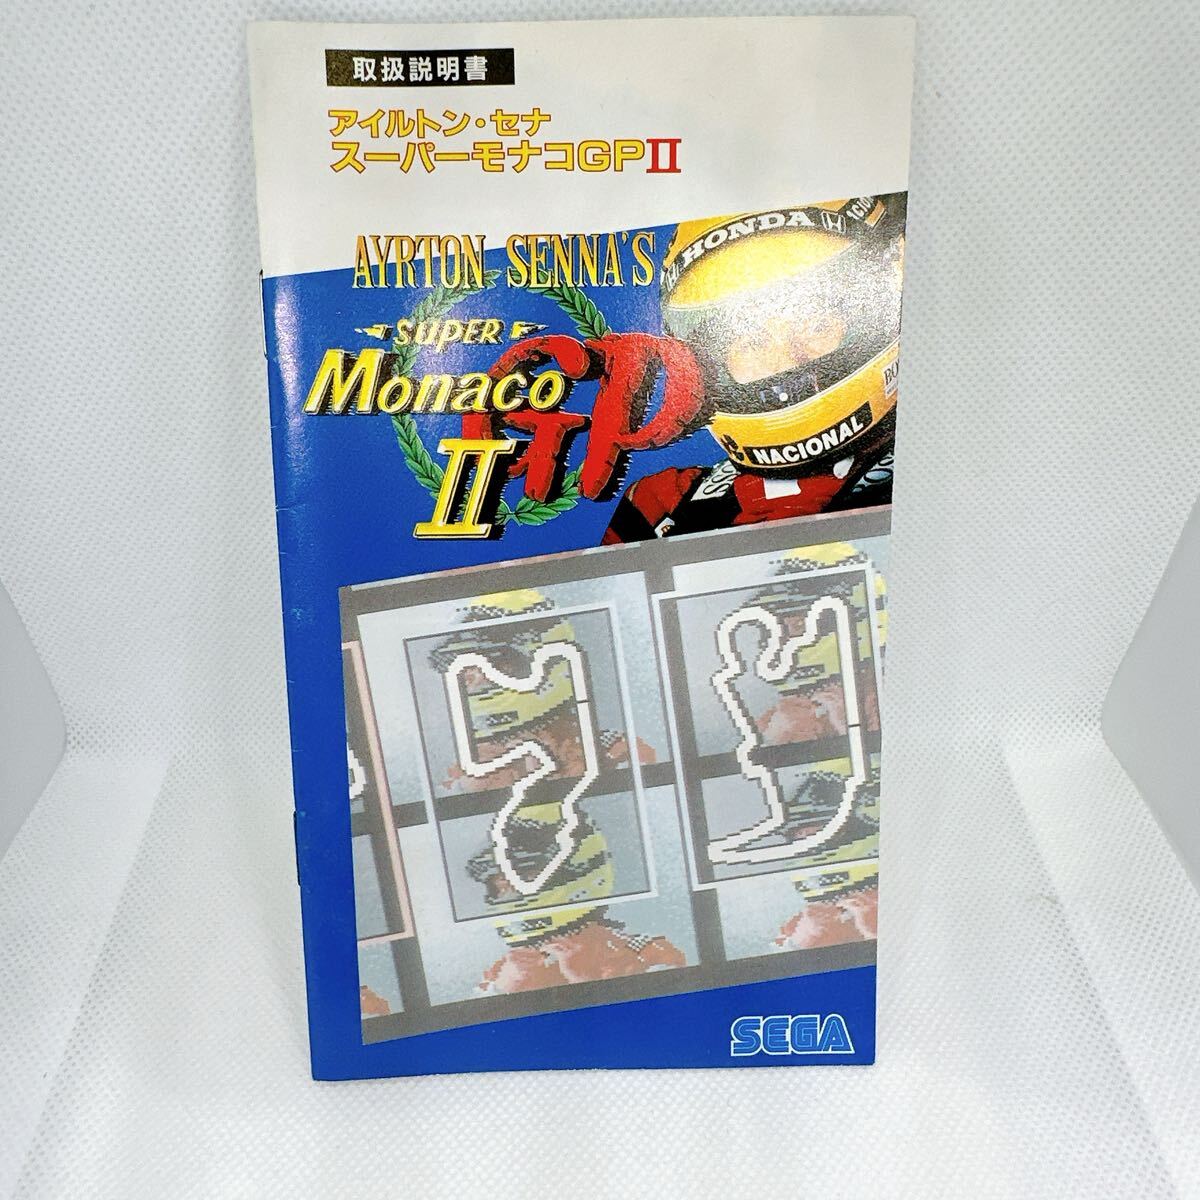 取扱説明書
アイルトン・セナ
スーパーモナコGPⅡ
AYRTON SENNA'S
SUPER
Monaco
GP
II
HONDA
NACIONAL
SEGA